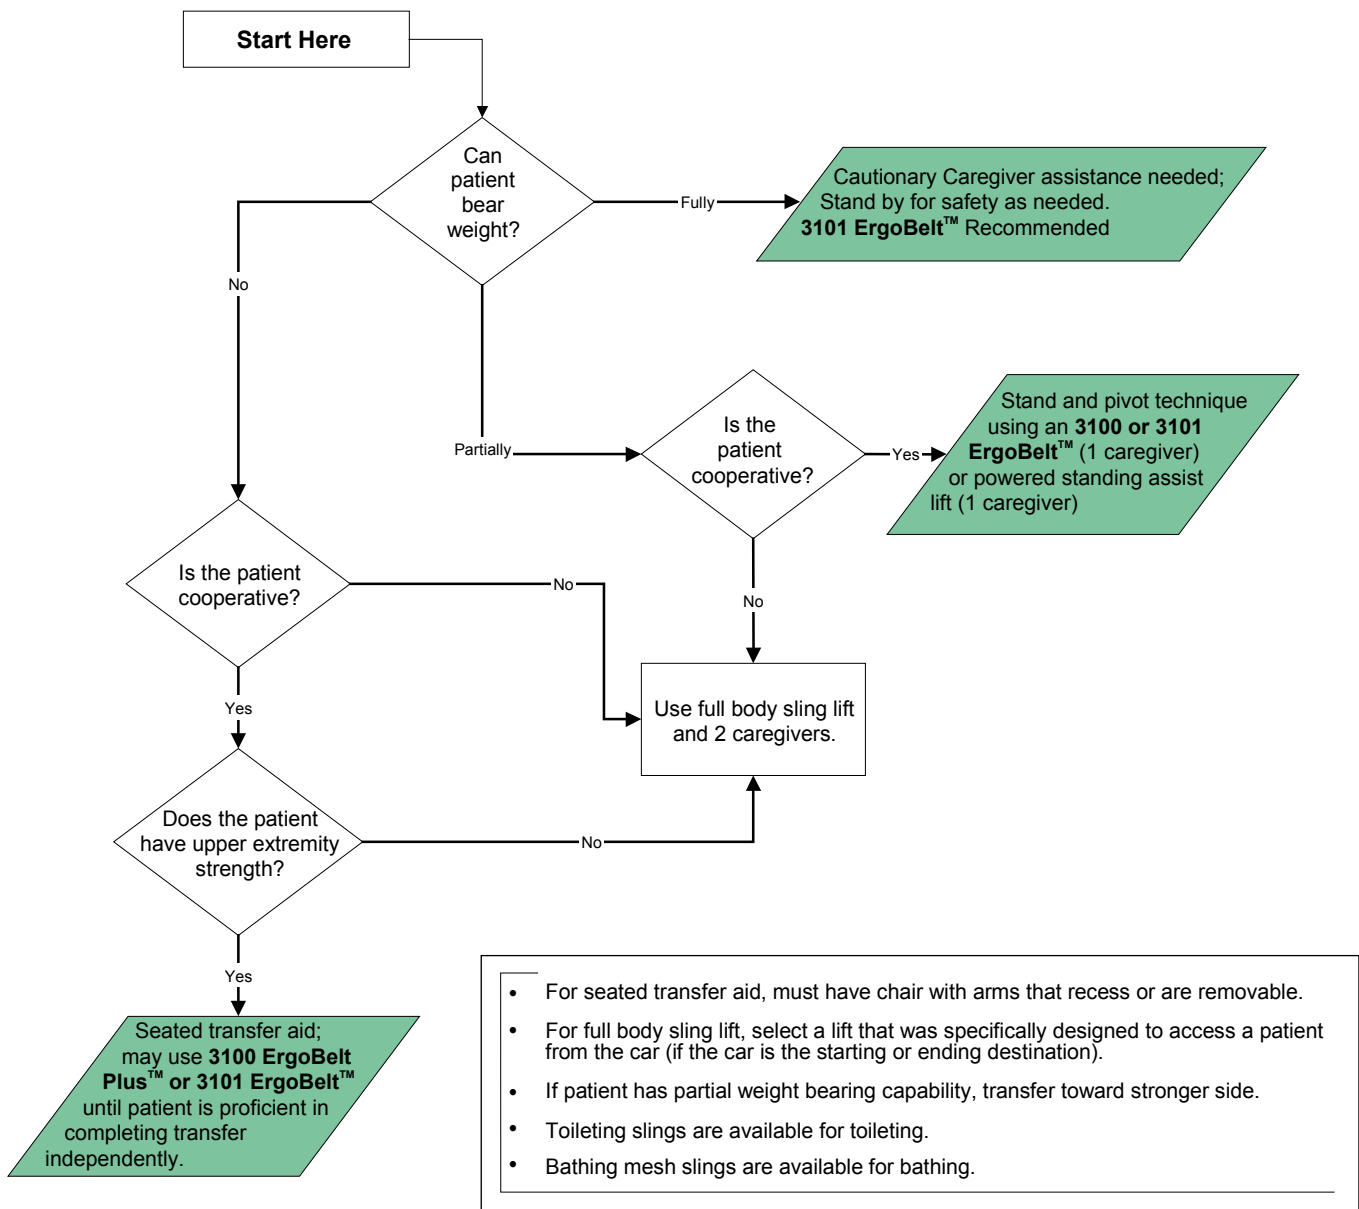 Start Here
Can
patient
bear
weight?
Fully
Cautionary Caregiver assistance needed;
Stand by for safety as needed.
3101 ErgoBelt™ Recommended
No
Partially
Is the
patient
cooperative?
Yes
Stand and pivot technique
using an 3100 or 3101
ErgoBelt™ (1 caregiver)
or powered standing assist
lift (1 caregiver)
Is the patient
cooperative?
No
No
Yes
Use full body sling lift
and 2 caregivers.
Does the patient
have upper extremity
strength?
No
Yes
Seated transfer aid;
may use 3100 ErgoBelt
Plus™ or 3101 ErgoBelt™
until patient is proficient in
completing transfer
independently.
• For seated transfer aid, must have chair with arms that recess or are removable.
• For full body sling lift, select a lift that was specifically designed to access a patient
from the car (if the car is the starting or ending destination).
• If patient has partial weight bearing capability, transfer toward stronger side.
• Toileting slings are available for toileting.
• Bathing mesh slings are available for bathing.